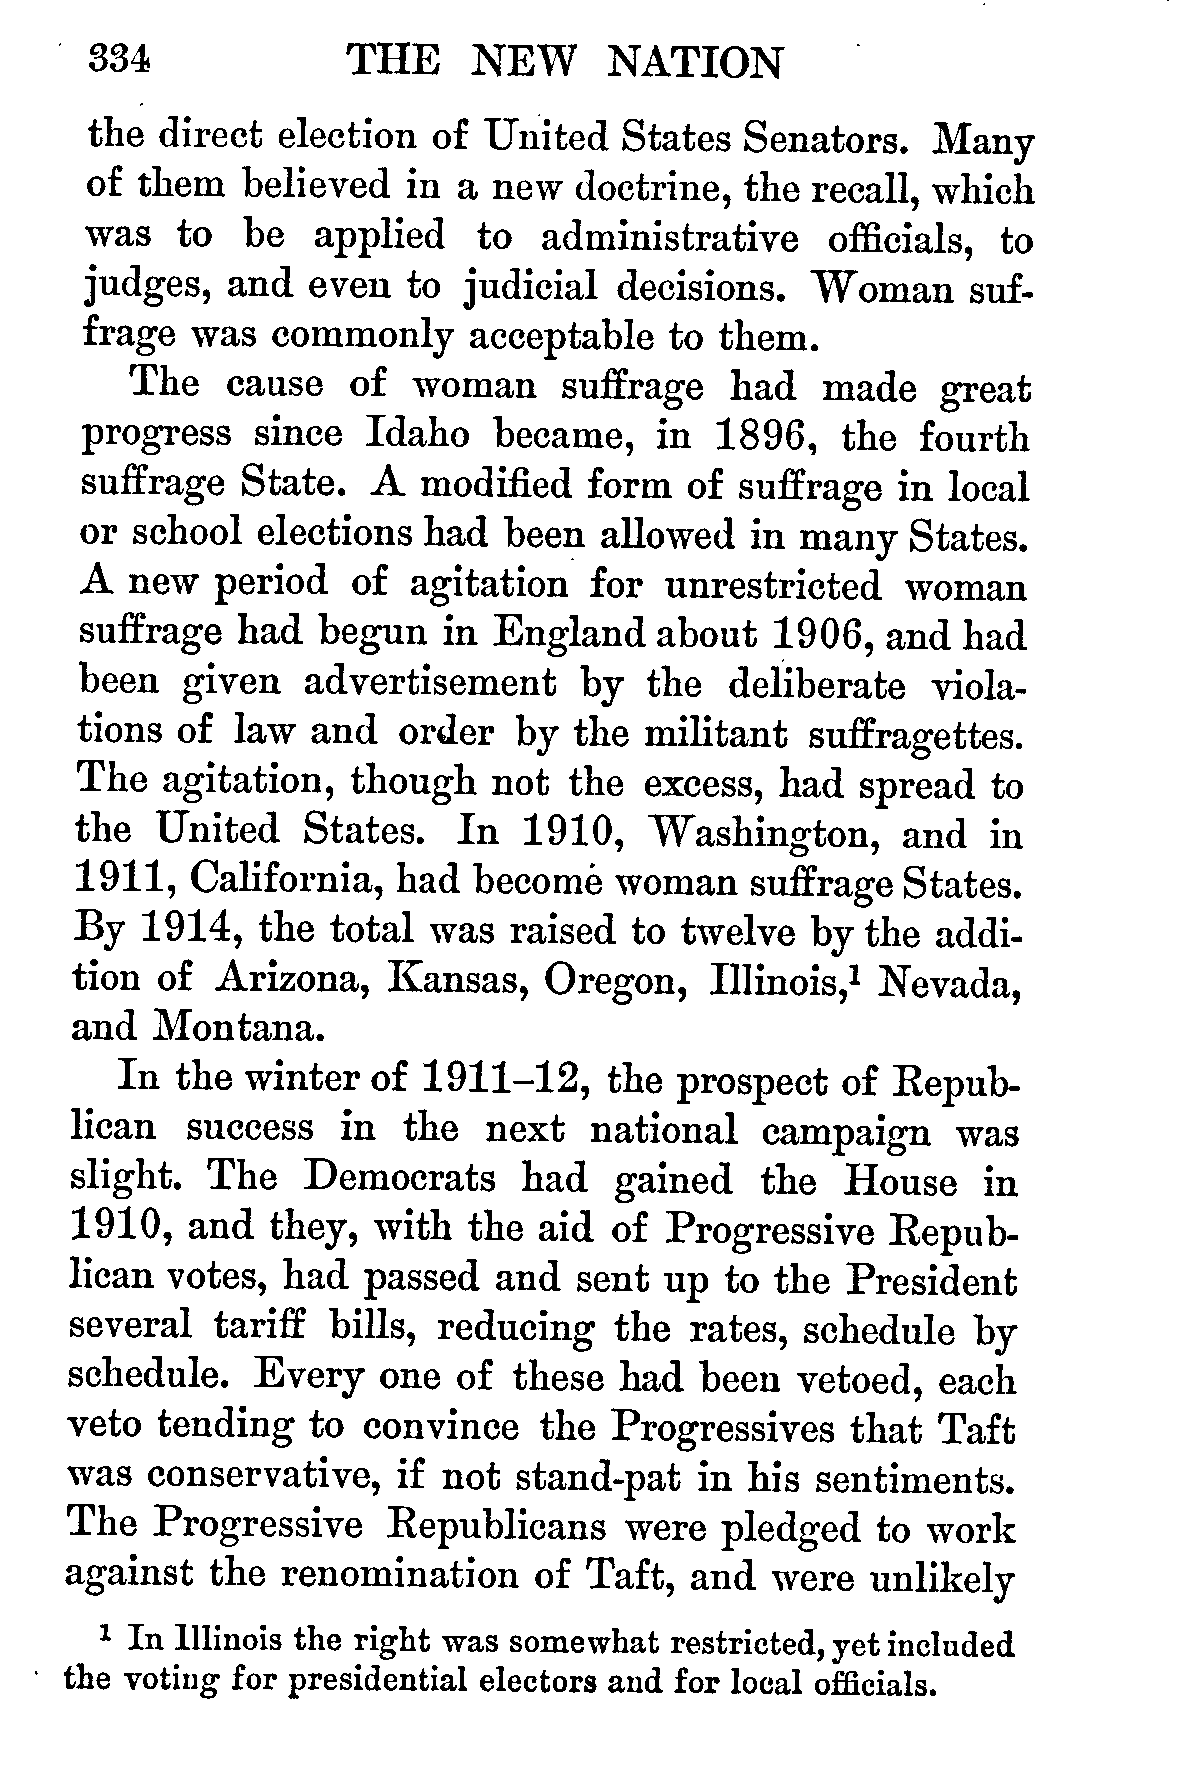 334 THE NEW NATION
the direct election of United States Senators. Many
of them believed in a new doctrine, the recall, which
was to be applied to administrative officials, to
judges, and even to judicial decisions. Woman suf-
frage was commonly acceptable to them.
The cause of woman suffrage had made great
progress since Idaho became, in 1896, the fourth
suffrage State. A modified form of suffrage in local
or school elections had been allowed in many States.
A new period of agitation for unrestricted woman
suffrage had begun in England about 1906, and had
been given advertisement by the deliberate viola-
tions of law and order by the militant suffragettes.
The agitation, though not the excess, had spread to
the United States. In 1910, Washington, and in
1911, California, had become woman suffrage States.
By 1914, the total was raised to twelve by the addi-
tion of Arizona, Kansas, Oregon, Illinois,¹ Nevada,
and Montana.
In the winter of 1911–12, the prospect of Repub-
lican success in the next national campaign was
slight. The Democrats had gained the House in
1910, and they, with the aid of Progressive Repub-
lican votes, had passed and sent up to the President
several tariff bills, reducing the rates, schedule by
schedule. Every one of these had been vetoed, each
veto tending to convince the Progressives that Taft
was conservative, if not stand-pat in his sentiments.
The Progressive Republicans were pledged to work
against the renomination of Taft, and were unlikely
¹ In Illinois the right was somewhat restricted, yet included
the voting for presidential electors and for local officials.